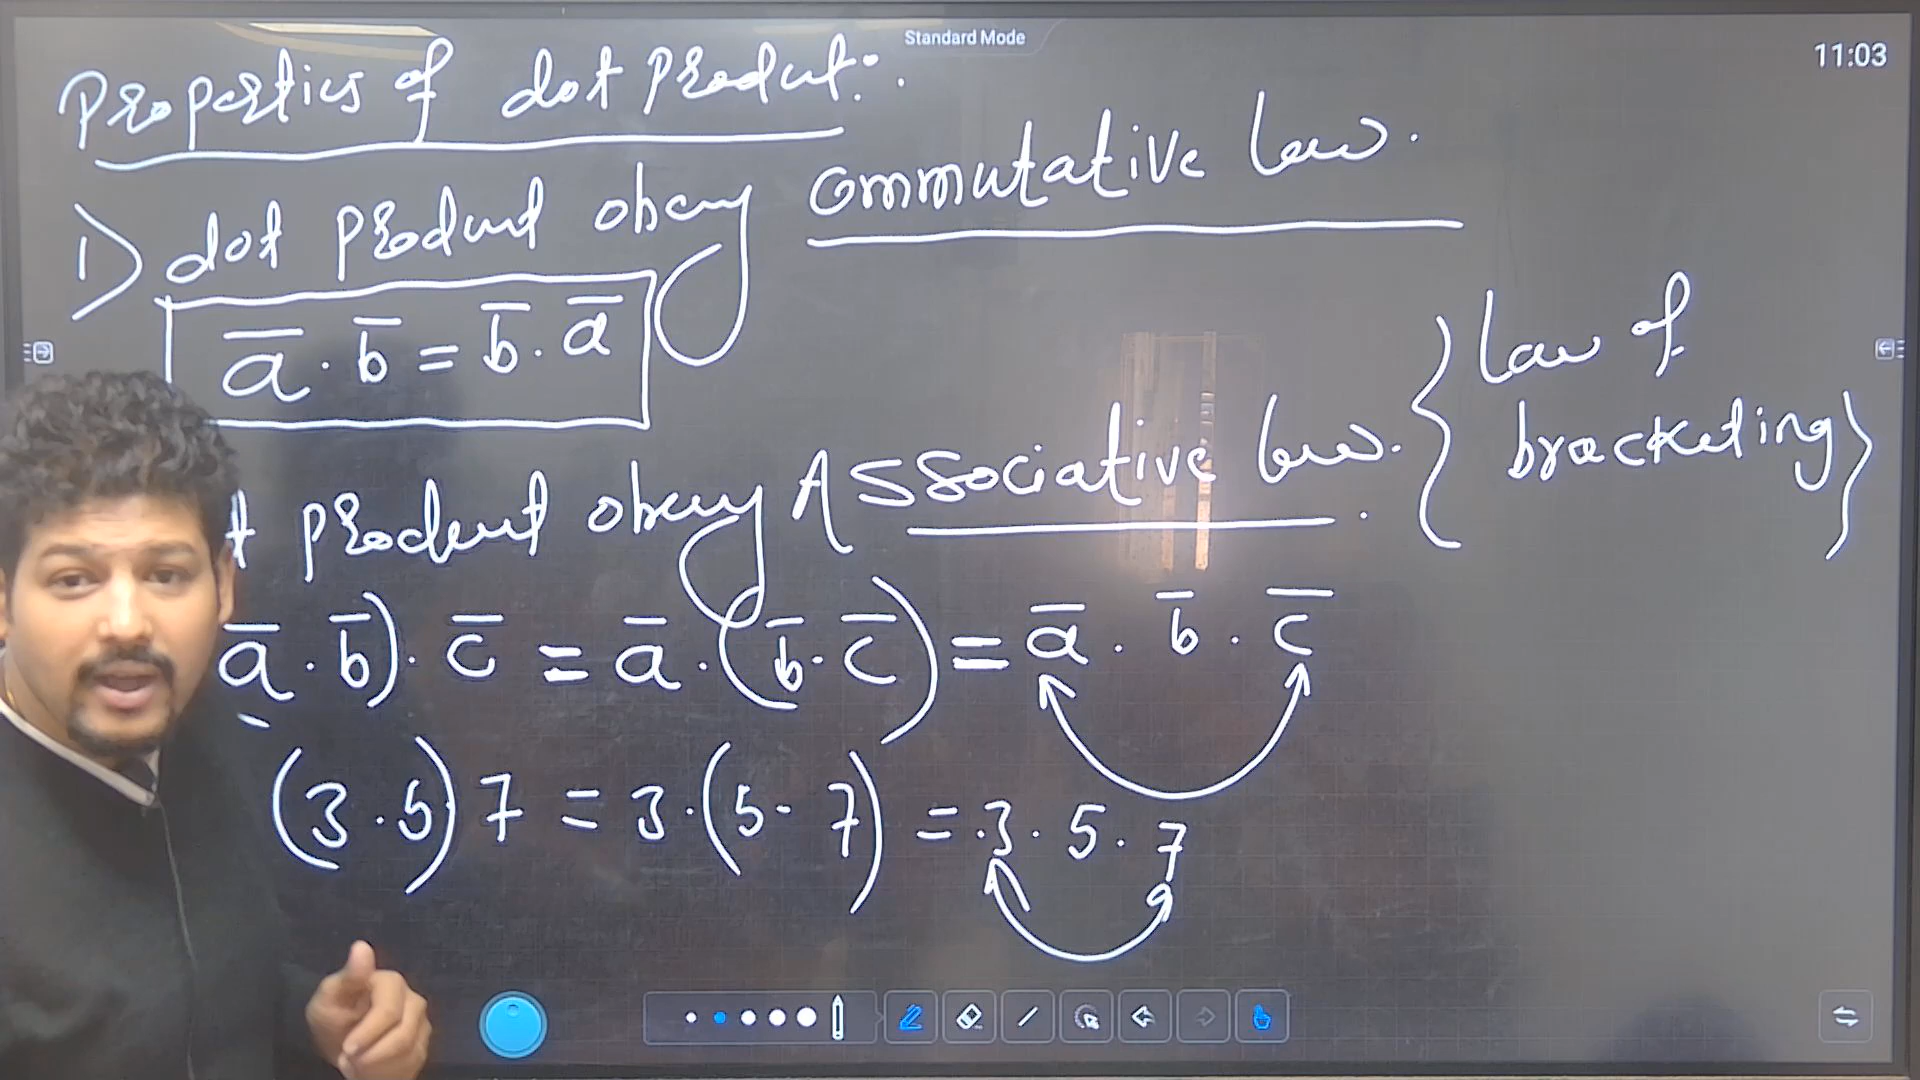 Standard Mode
11:03
Properties of dot Product:.
1) dot product obey commutative law.
a̅ · b̅ = b̅ · a̅
t product obey Associative law. { law of bracketing }
a̅ · b̅) · c̅ = a̅ · (b̅ · c̅) = a̅ · b̅ · c̅
(3 · 5) 7 = 3 · (5 · 7) = · 3 · 5 · 7